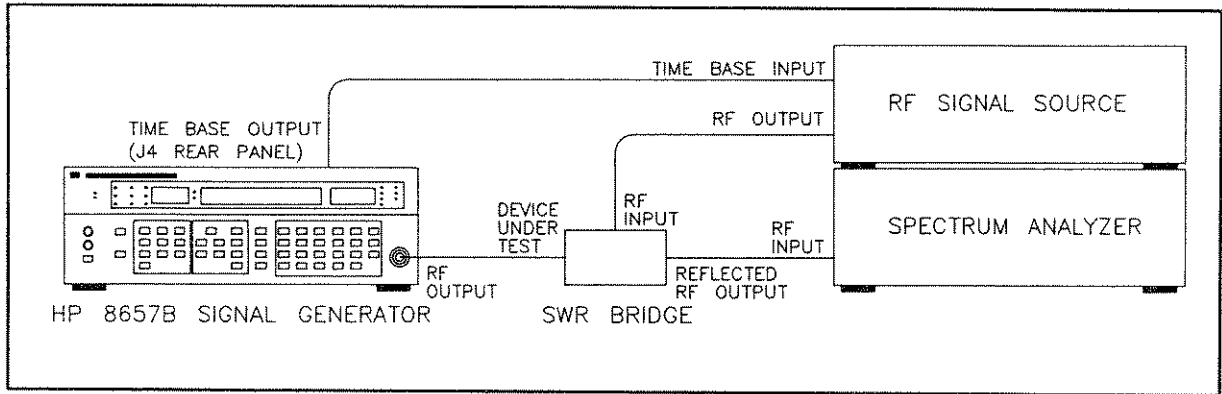 TIME BASE INPUT
RF SIGNAL SOURCE
RF OUTPUT
TIME BASE OUTPUT
(J4 REAR PANEL)
DEVICE
UNDER
TEST
RF
INPUT
RF
INPUT
SPECTRUM ANALYZER
RF
OUTPUT
REFLECTED
RF OUTPUT
HP 8657B SIGNAL GENERATOR
SWR BRIDGE